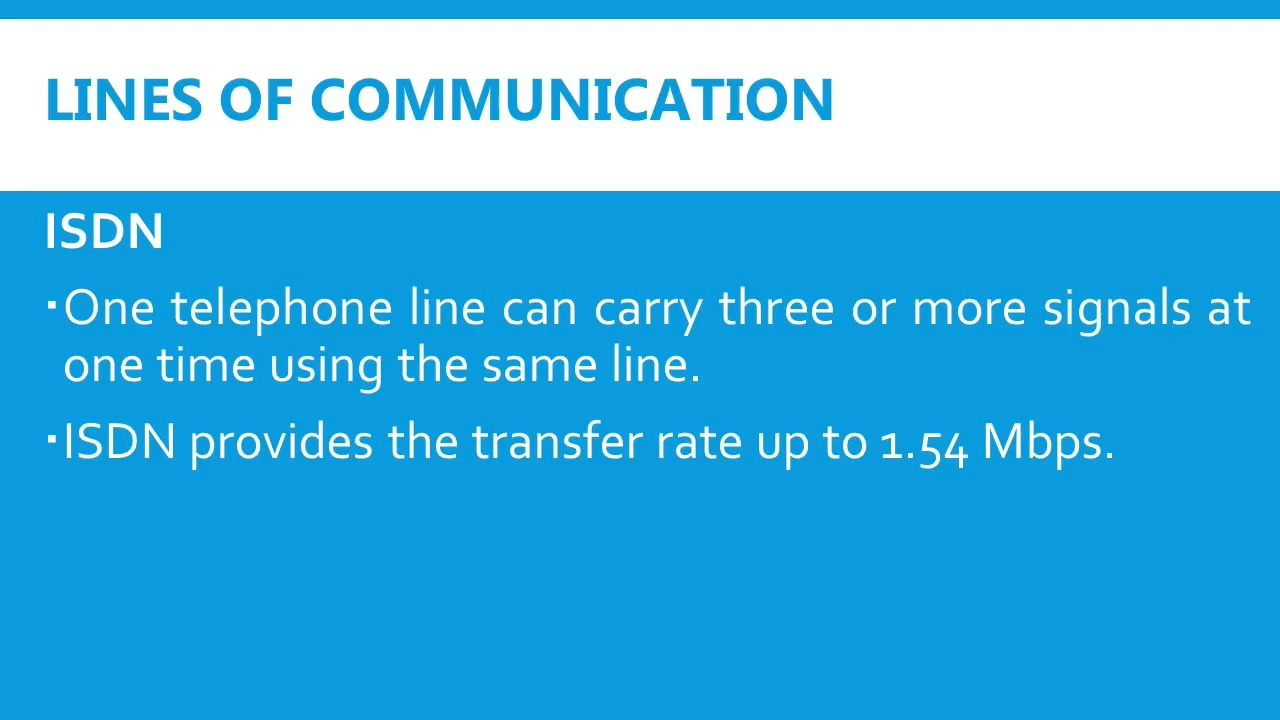 LINES OF COMMUNICATION
ISDN
▪One telephone line can carry three or more signals at
one time using the same line.
▪ISDN provides the transfer rate up to 1.54 Mbps.